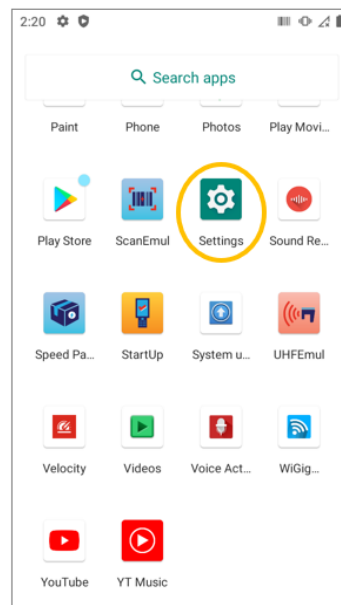 2:20
Search apps
Paint Phone Photos Play Movi...
Play Store ScanEmul Settings Sound Re...
Speed Pa... StartUp System u... UHFEmul
Velocity Videos Voice Act... WiGig...
YouTube YT Music